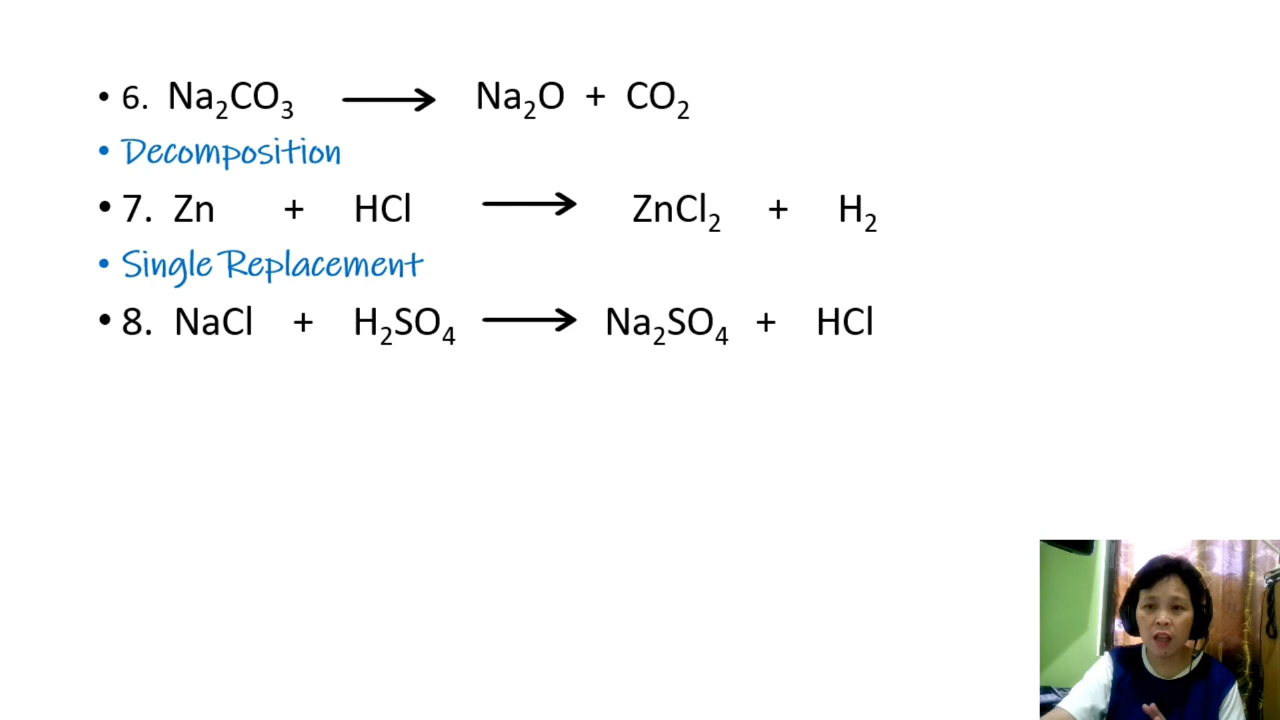 • 6. Na₂CO₃ ⟶ Na₂O + CO₂
• Decomposition
• 7. Zn + HCl ⟶ ZnCl₂ + H₂
• Single Replacement
• 8. NaCl + H₂SO₄ ⟶ Na₂SO₄ + HCl